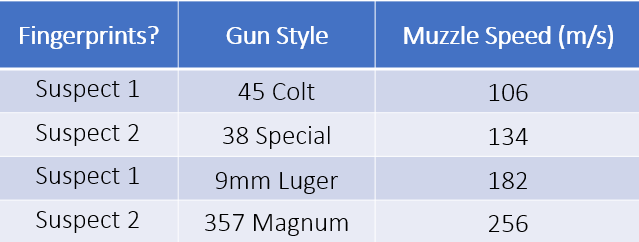 Fingerprints? Gun Style Muzzle Speed (m/s)
Suspect 1 45 Colt 106
Suspect 2 38 Special 134
Suspect 1 9mm Luger 182
Suspect 2 357 Magnum 256